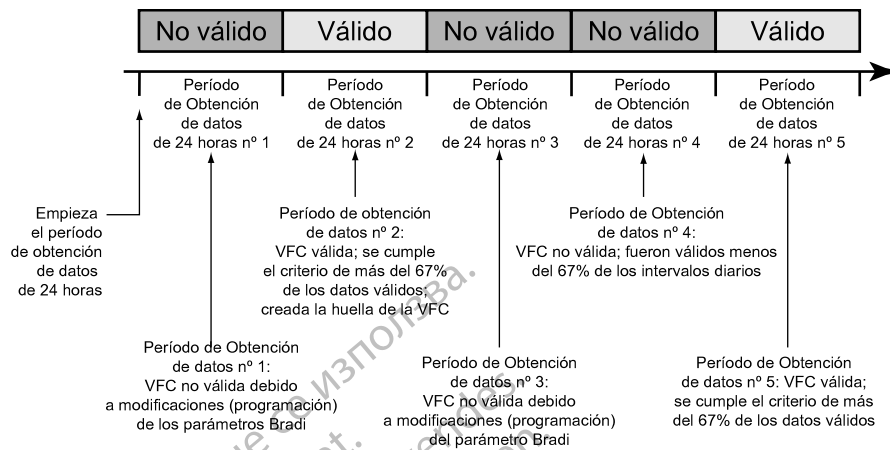 No válido
Válido
No válido
No válido
Válido
Período
de Obtención
de datos
de 24 horas nº 1
Período
de Obtención
de datos
de 24 horas nº 2
Período
de Obtención
de datos
de 24 horas nº 3
Período
de Obtención
de datos
de 24 horas nº 4
Período
de Obtención
de datos
de 24 horas nº 5
Empieza
el período
de obtención
de datos
de 24 horas
Período de obtención
de datos nº 2:
VFC válida; se cumple
el criterio de más del 67%
de los datos válidos;
creada la huella de la VFC
Período de Obtención
de datos nº 4:
VFC no válida; fueron válidos menos
del 67% de los intervalos diarios
Período de Obtención
de datos nº 1:
VFC no válida debido
a modificaciones (programación)
de los parámetros Bradi
Período de Obtención
de datos nº 3:
VFC no válida debido
a modificaciones (programación)
del parámetro Bradi
Período de Obtención
de datos nº 5: VFC válida;
se cumple el criterio de más
del 67% de los datos válidos
се използва.